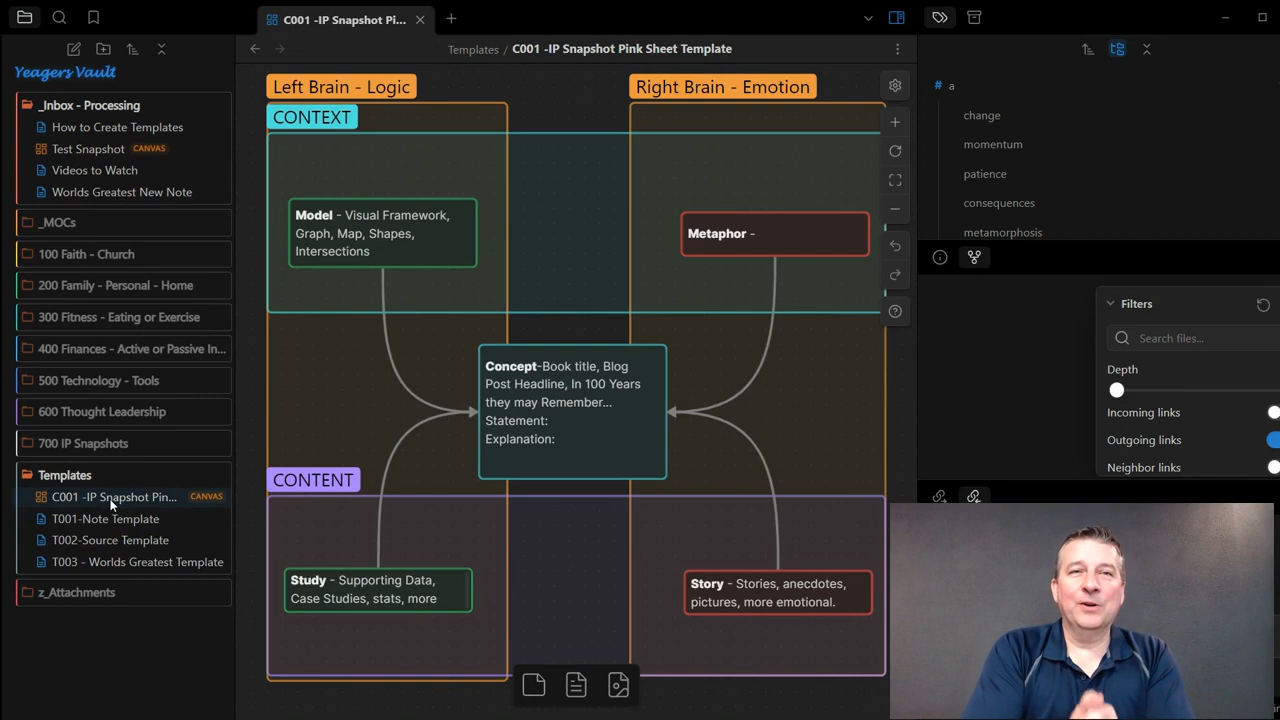 C001 -IP Snapshot Pi...
Templates / C001 -IP Snapshot Pink Sheet Template
Yeagers Vault
_Inbox - Processing
How to Create Templates
Test Snapshot CANVAS
Videos to Watch
Worlds Greatest New Note
_MOCs
100 Faith - Church
200 Family - Personal - Home
300 Fitness - Eating or Exercise
400 Finances - Active or Passive In...
500 Technology - Tools
600 Thought Leadership
700 IP Snapshots
Templates
C001 -IP Snapshot Pin... CANVAS
T001-Note Template
T002-Source Template
T003 - Worlds Greatest Template
z_Attachments
Left Brain - Logic
Right Brain - Emotion
CONTEXT
Model - Visual Framework,
Graph, Map, Shapes,
Intersections
Metaphor -
Concept-Book title, Blog
Post Headline, In 100 Years
they may Remember...
Statement:
Explanation:
CONTENT
Study - Supporting Data,
Case Studies, stats, more
Story - Stories, anecdotes,
pictures, more emotional.
# a
change
momentum
patience
consequences
metamorphosis
Filters
Search files...
Depth
Incoming links
Outgoing links
Neighbor links